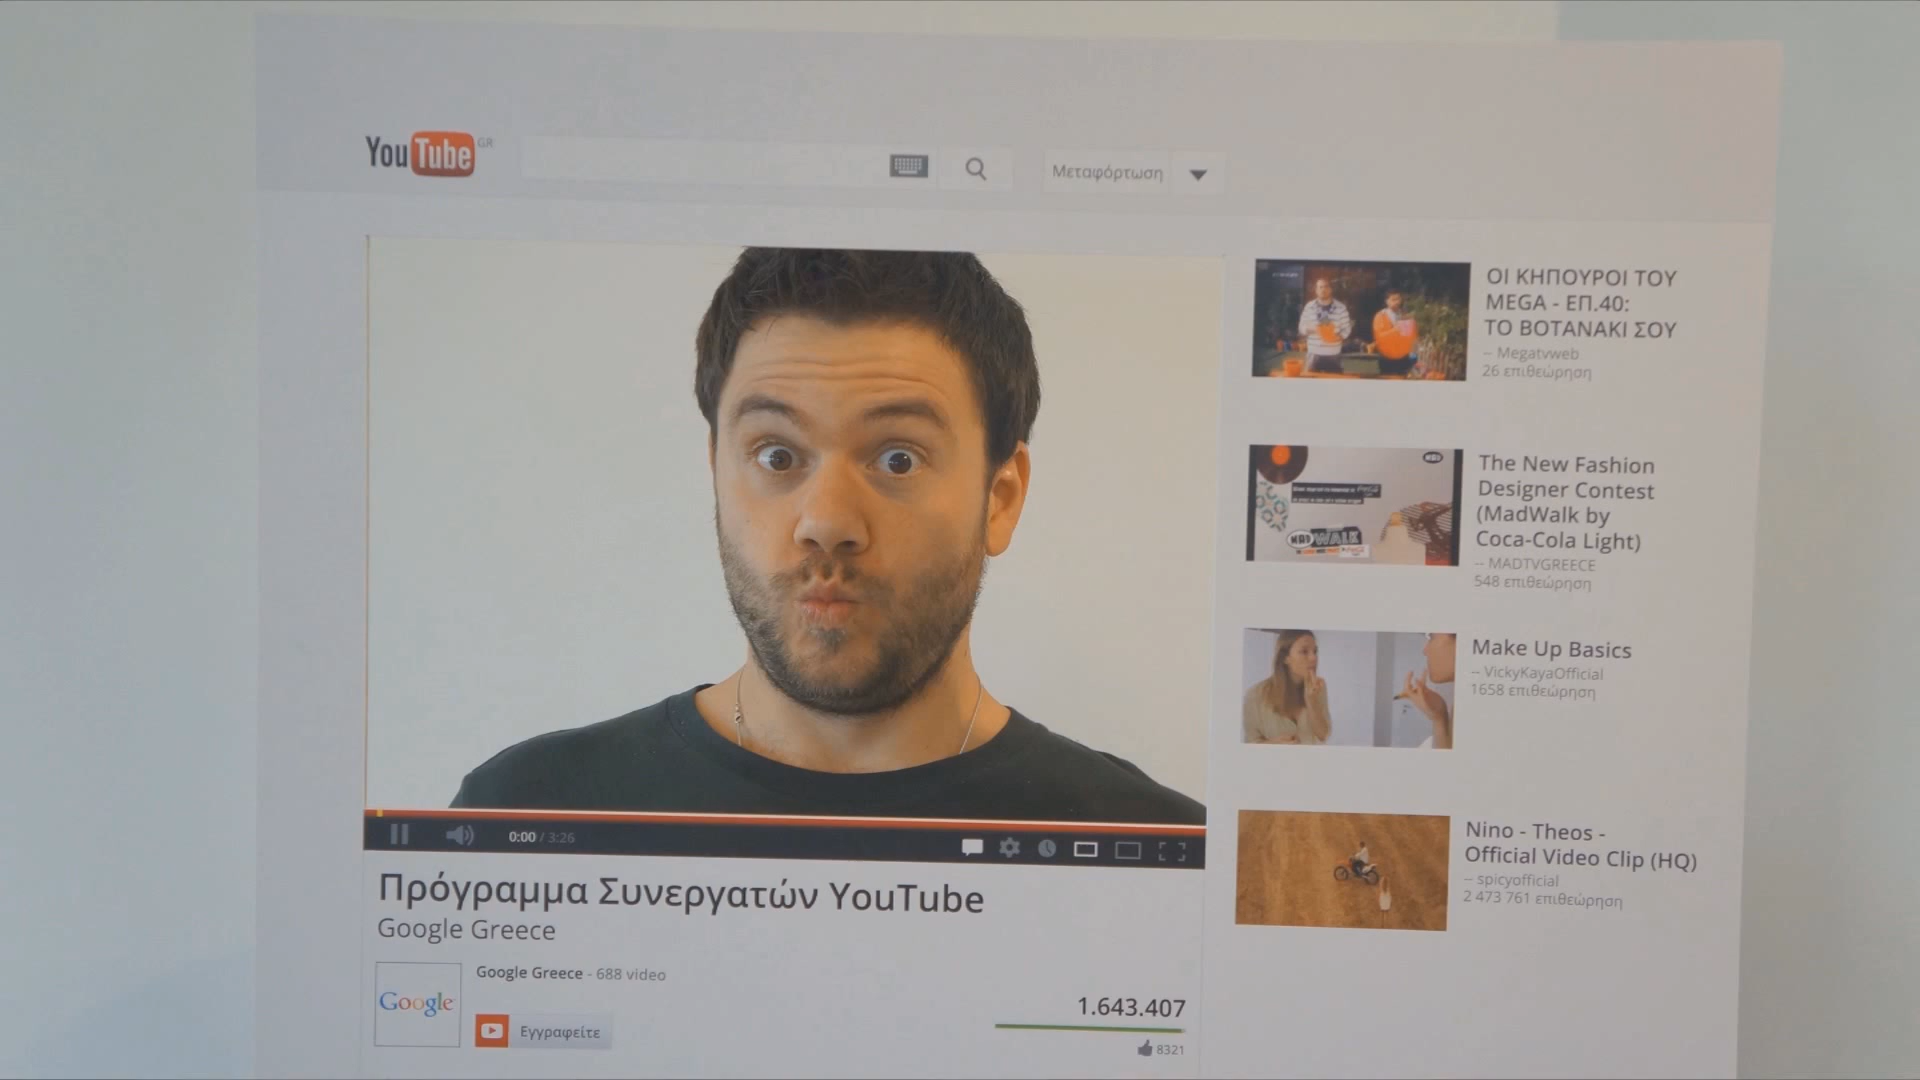 YouTube GR
Μεταφόρτωση
ΟΙ ΚΗΠΟΥΡΟΙ ΤΟΥ
MEGA - ΕΠ.40:
ΤΟ ΒΟΤΑΝΑΚΙ ΣΟΥ
-- Megatvweb
26 επιθεώρηση
MAD
MAD WALK
The New Fashion
Designer Contest
(MadWalk by
Coca-Cola Light)
-- MADTVGREECE
548 επιθεώρηση
Make Up Basics
-- VickyKayaOfficial
1658 επιθεώρηση
Nino - Theos -
Official Video Clip (HQ)
-- spicyofficial
2 473 761 επιθεώρηση
0:00 / 3:26
Πρόγραμμα Συνεργατών YouTube
Google Greece
Google
Google Greece - 688 video
Εγγραφείτε
1.643.407
8321